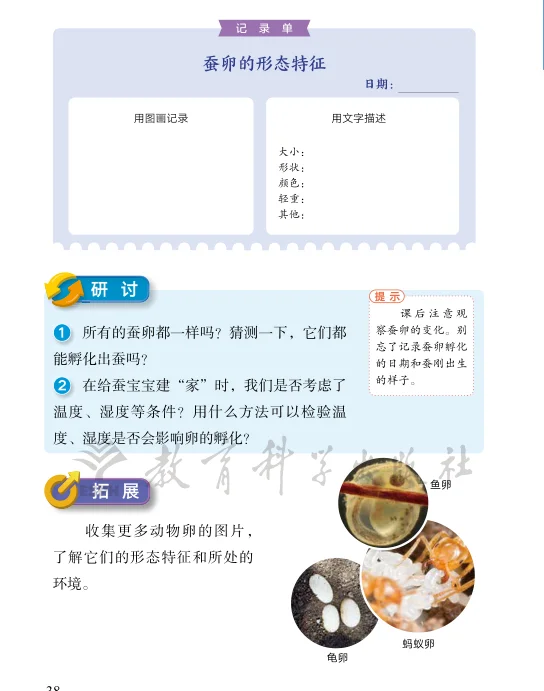 记录单
蚕卵的形态特征
日期：
用图画记录
用文字描述
大小：
形状：
颜色：
轻重：
其他：
研讨
1 所有的蚕卵都一样吗？猜测一下，它们都
能孵化出蚕吗？
2 在给蚕宝宝建“家”时，我们是否考虑了
温度、湿度等条件？用什么方法可以检验温
度、湿度是否会影响卵的孵化？
提示
课后注意观
察蚕卵的变化。别
忘了记录蚕卵孵化
的日期和蚕刚出生
的样子。
教育科学出版社
拓展
收集更多动物卵的图片，
了解它们的形态特征和所处的
环境。
鱼卵
蚂蚁卵
龟卵